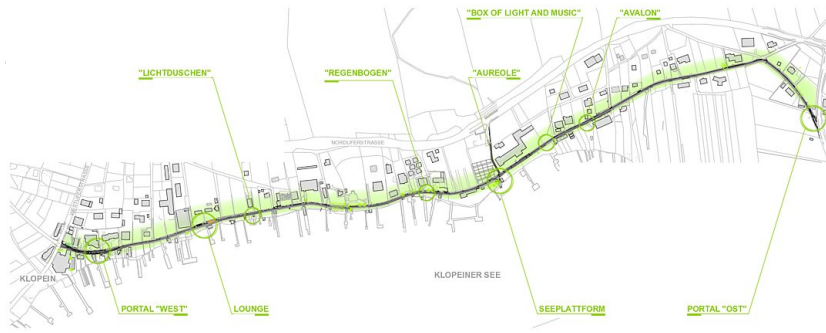 "BOX OF LIGHT AND MUSIC"
"AVALON"
"LICHTDUSCHEN"
"REGENBOGEN"
"AUREOLE"
NORDUFERSTRASSE
KLOPEIN
KLOPEINER SEE
PORTAL "WEST"
LOUNGE
SEEPLATTFORM
PORTAL "OST"